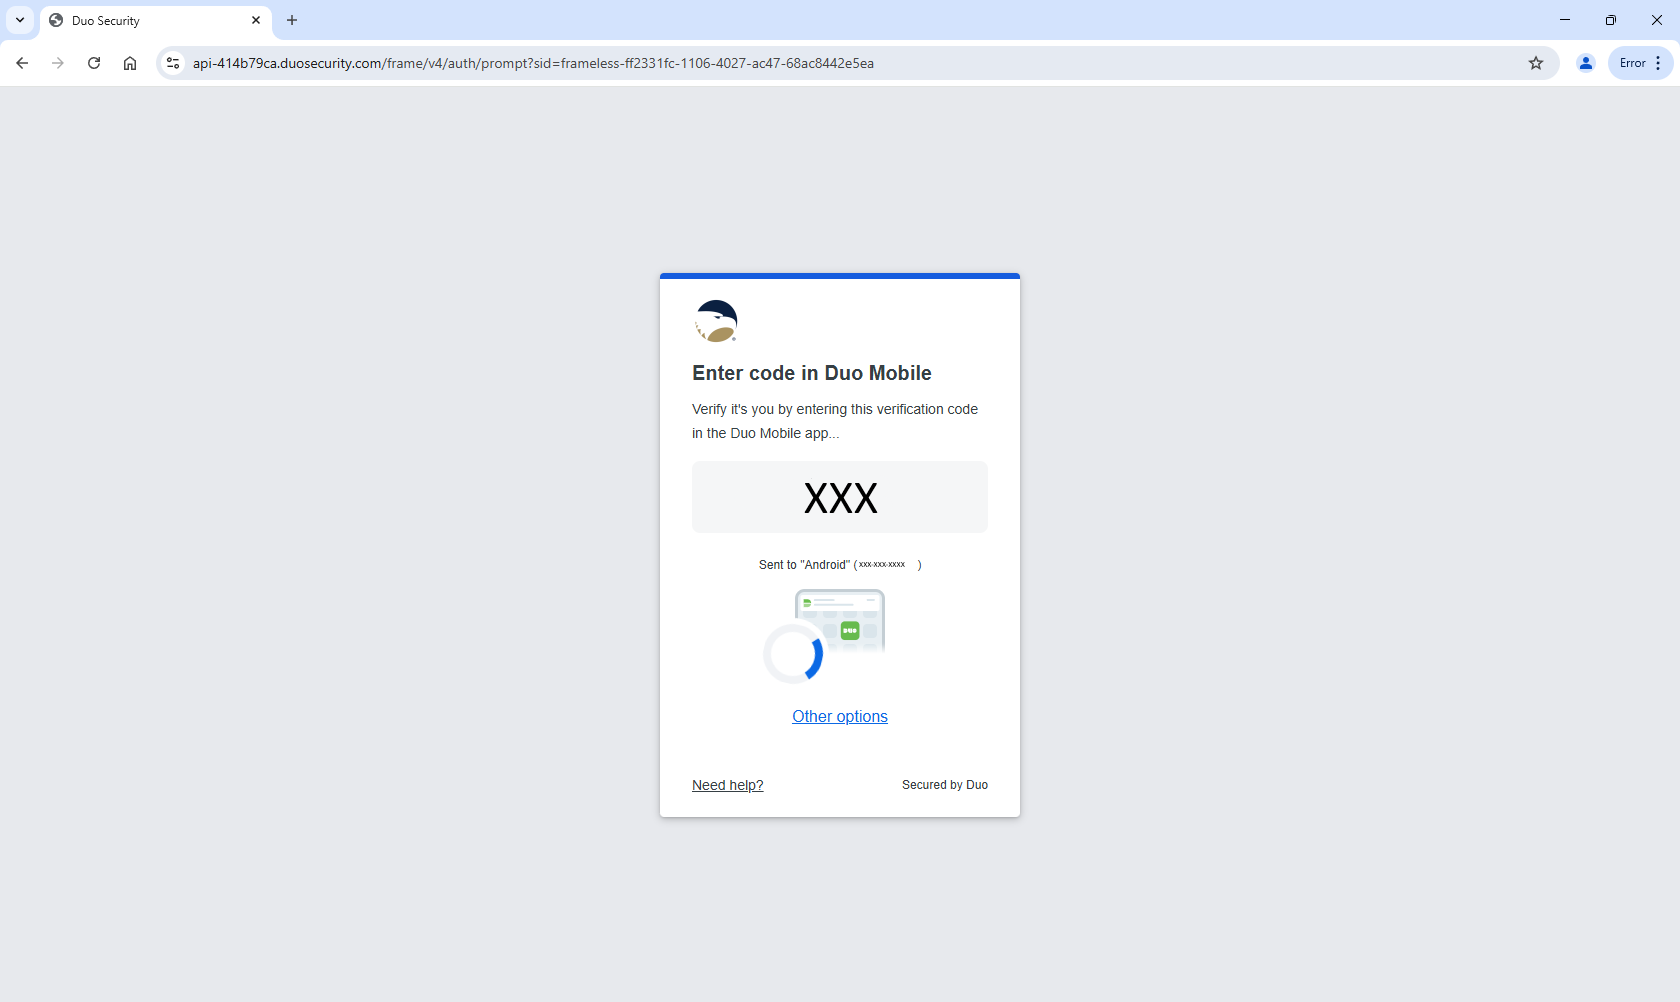 Duo Security
api-414b79ca.duosecurity.com/frame/v4/auth/prompt?sid=frameless-ff2331fc-1106-4027-ac47-68ac8442e5ea
Error
Enter code in Duo Mobile
Verify it's you by entering this verification code
in the Duo Mobile app...
XXX
Sent to "Android" (xxx-xxx-xxxx )
DUO
Other options
Need help?
Secured by Duo